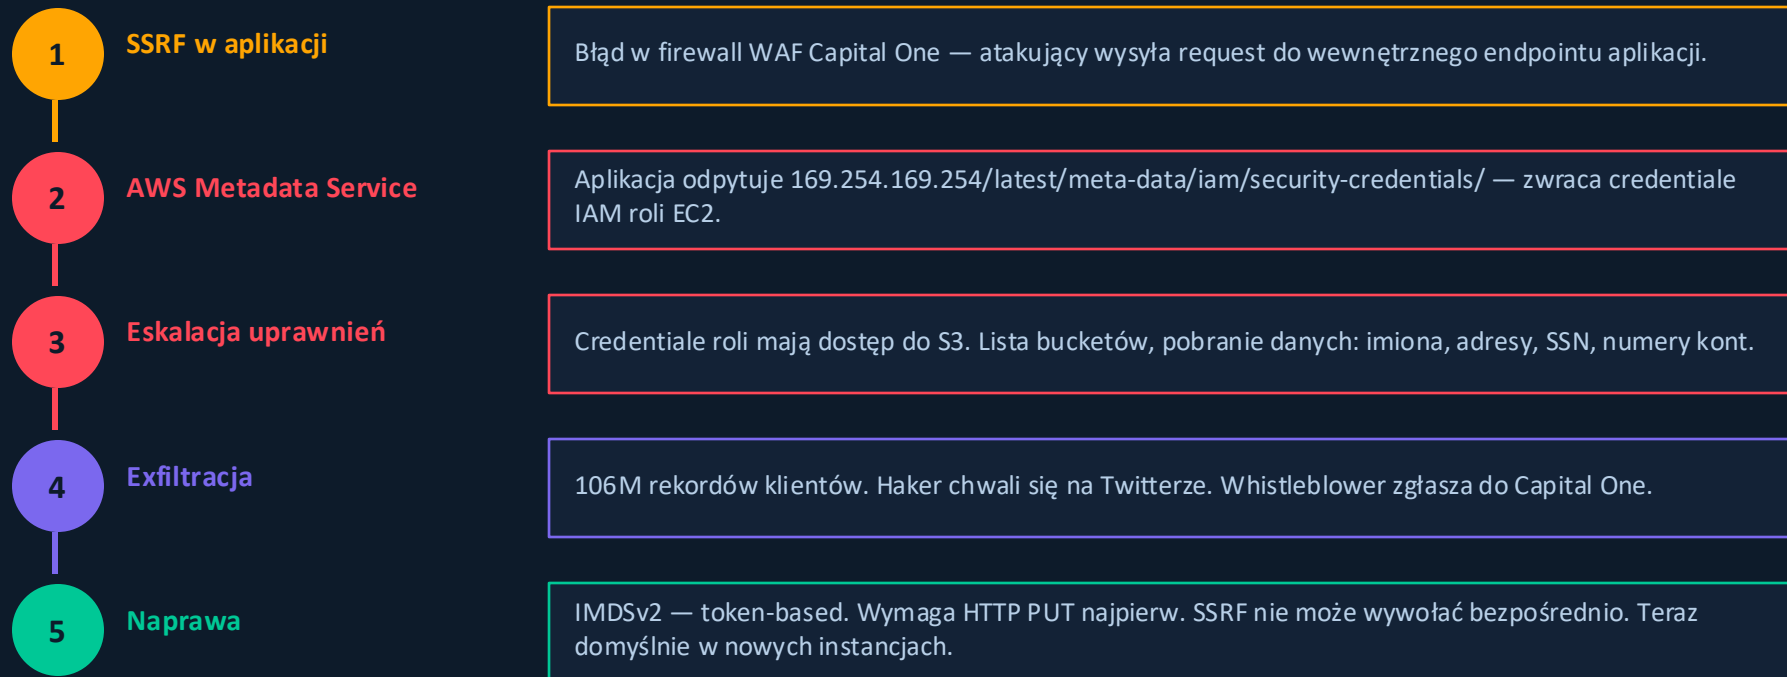 1
SSRF w aplikacji
Błąd w firewall WAF Capital One — atakujący wysyła request do wewnętrznego endpointu aplikacji.
2
AWS Metadata Service
Aplikacja odpytuje 169.254.169.254/latest/meta-data/iam/security-credentials/ — zwraca credentiale
IAM roli EC2.
3
Eskalacja uprawnień
Credentiale roli mają dostęp do S3. Lista bucketów, pobranie danych: imiona, adresy, SSN, numery kont.
4
Exfiltracja
106M rekordów klientów. Haker chwali się na Twitterze. Whistleblower zgłasza do Capital One.
5
Naprawa
IMDSv2 — token-based. Wymaga HTTP PUT najpierw. SSRF nie może wywołać bezpośrednio. Teraz
domyślnie w nowych instancjach.